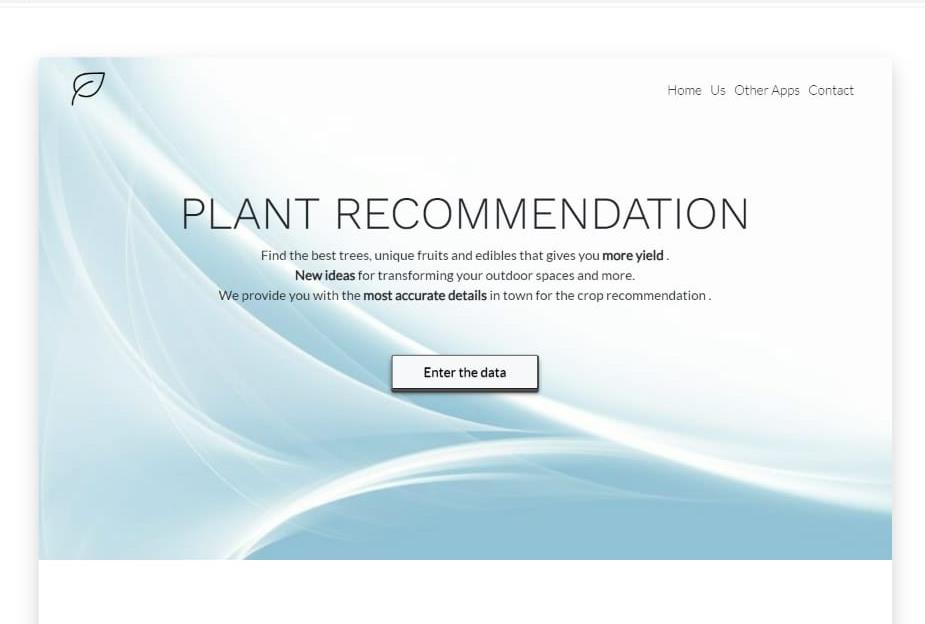 Home Us Other Apps Contact
PLANT RECOMMENDATION
Find the best trees, unique fruits and edibles that gives you more yield .
New ideas for transforming your outdoor spaces and more.
We provide you with the most accurate details in town for the crop recommendation .
Enter the data